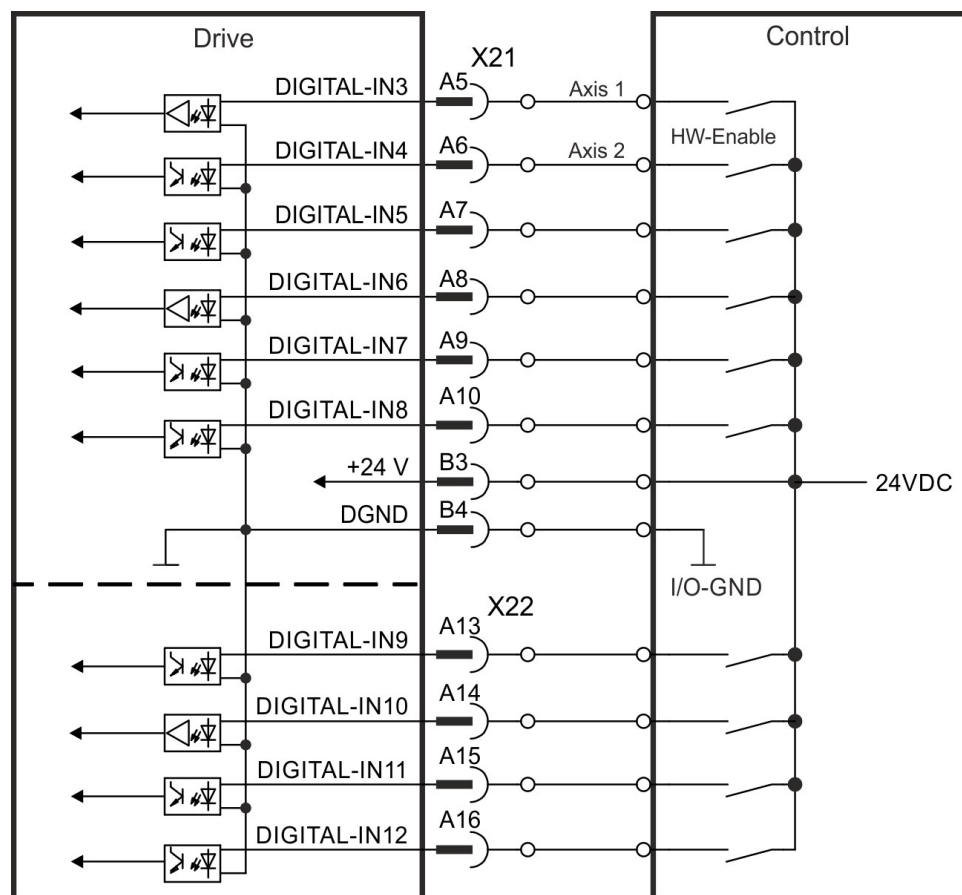 Drive
Control
X21
DIGITAL-IN3 A5 Axis 1
HW-Enable
DIGITAL-IN4 A6 Axis 2
DIGITAL-IN5 A7
DIGITAL-IN6 A8
DIGITAL-IN7 A9
DIGITAL-IN8 A10
+24 V B3
24VDC
DGND B4
I/O-GND
X22
DIGITAL-IN9 A13
DIGITAL-IN10 A14
DIGITAL-IN11 A15
DIGITAL-IN12 A16